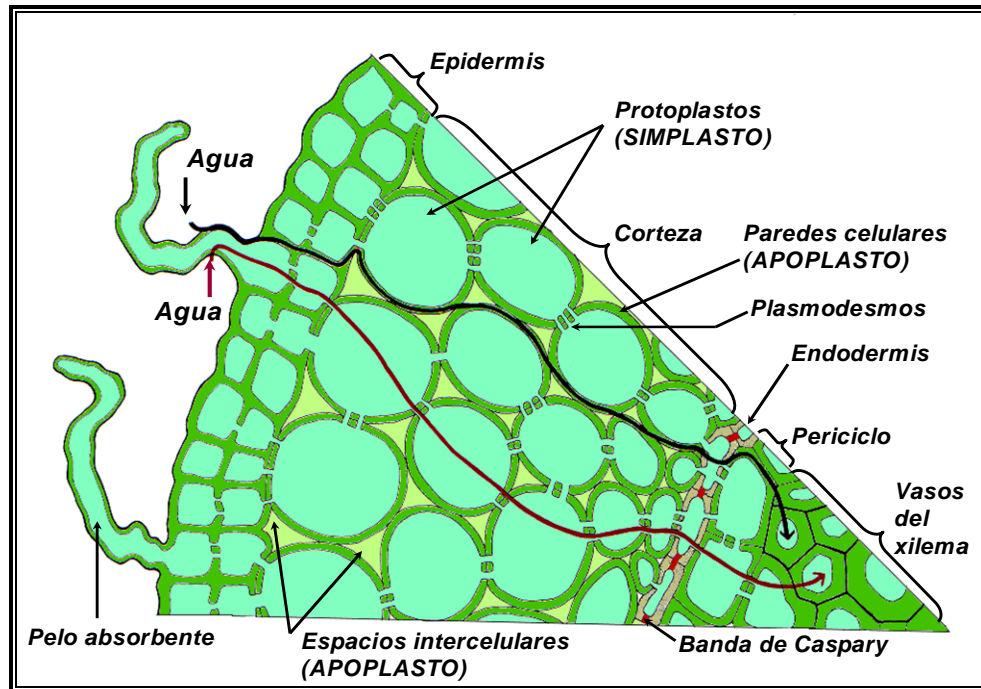 Epidermis
Protoplastos
(SIMPLASTO)
Agua
Corteza
Paredes celulares
(APOPLASTO)
Agua
Plasmodesmos
Endodermis
Periciclo
Vasos
del
xilema
Pelo absorbente
Espacios intercelulares
(APOPLASTO)
Banda de Caspary